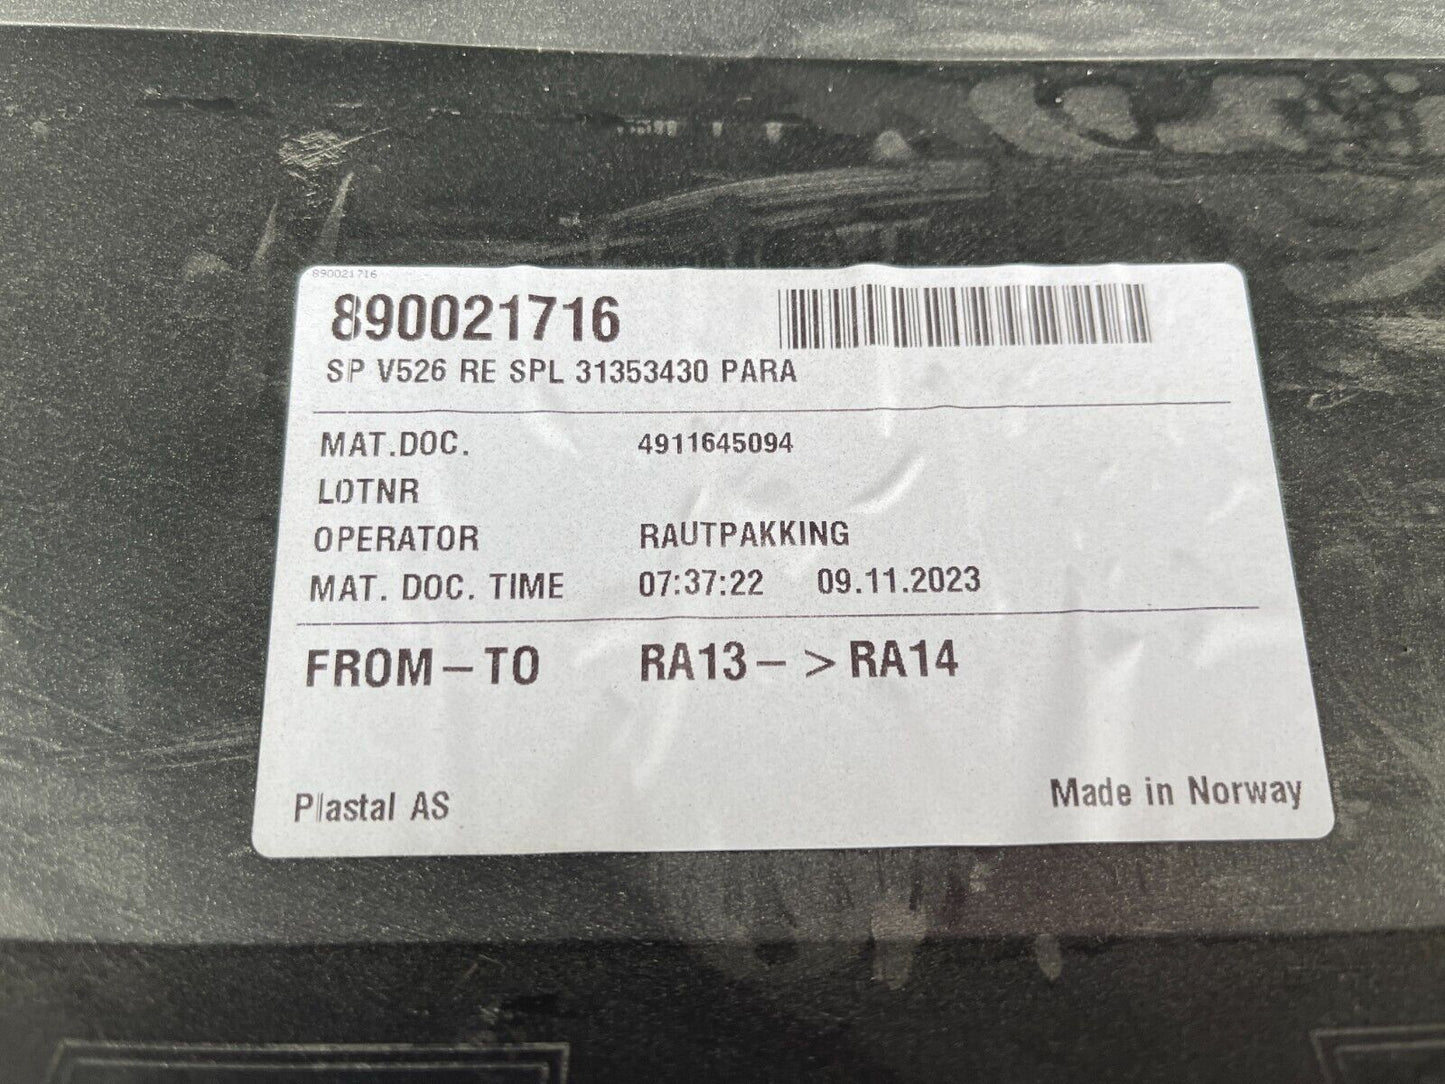 890021716
890021716
SP V526 RE SPL 31353430 PARA
MAT.DOC. 4911645094
LOTNR
OPERATOR RAUTPAKKING
MAT. DOC. TIME 07:37:22 09.11.2023
FROM-TO RA13-> RA14
Plastal AS Made in Norway